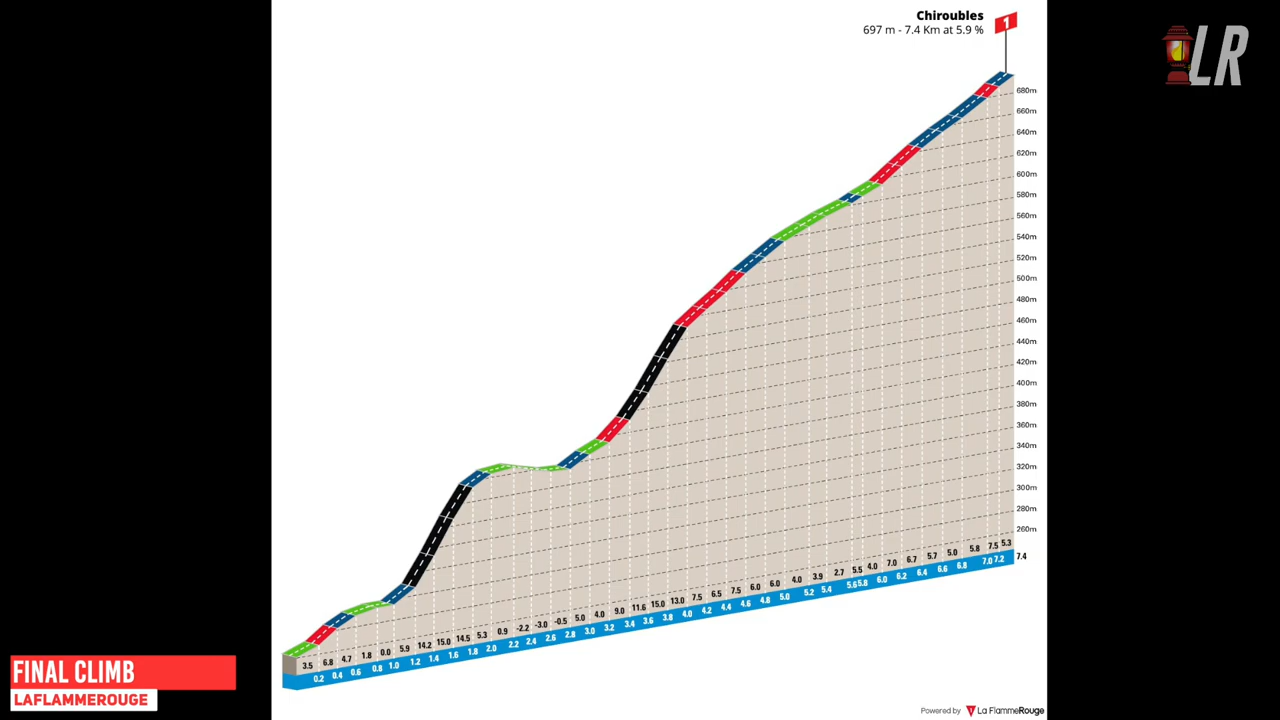 Chiroubles
697 m - 7.4 Km at 5.9 %
1
LR
680m
660m
640m
620m
600m
580m
560m
540m
520m
500m
480m
460m
440m
420m
400m
380m
360m
340m
320m
300m
280m
260m
3.5 6.8 4.7 1.8 0.0 5.9 14.2 15.0 14.5 5.3 0.9 -2.2 -3.0 -0.5 5.0 4.0 9.0 11.6 15.0 13.0 7.5 6.5 7.5 6.0 6.0 4.0 3.9 2.7 5.5 4.0 7.0 6.7 5.7 5.0 5.8 7.5 5.3
0.2 0.4 0.6 0.8 1.0 1.2 1.4 1.6 1.8 2.0 2.2 2.4 2.6 2.8 3.0 3.2 3.4 3.6 3.8 4.0 4.2 4.4 4.6 4.8 5.0 5.2 5.4 5.6 5.8 6.0 6.2 6.4 6.6 6.8 7.0 7.2 7.4
FINAL CLIMB
LAFLAMMEROUGE
Powered by La FlammeRouge